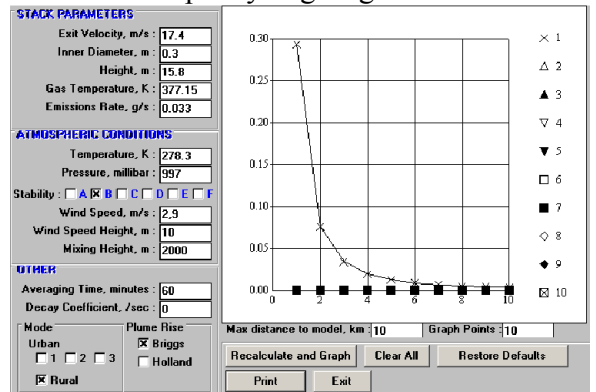 STACK PARAMETERS
Exit Velocity, m/s : 17.4
Inner Diameter, m : 0.3
Height, m : 15.8
Gas Temperature, K : 377.15
Emissions Rate, g/s : 0.033
ATMOSPHERIC CONDITIONS
Temperature, K : 278.3
Pressure, millibar : 997
Stability : A B C D E F
Wind Speed, m/s : 2,9
Wind Speed Height, m : 10
Mixing Height, m : 2000
OTHER
Averaging Time, minutes : 60
Decay Coefficient, /sec : 0
Mode
Urban
1 2 3
Rural
Plume Rise
Briggs
Holland
0.30
0.25
0.20
0.15
0.10
0.05
0.00
0 2 4 6 8 10
1
2
3
4
5
6
7
8
9
10
Max distance to model, km : 10 Graph Points : 10
Recalculate and Graph Clear All Restore Defaults
Print Exit